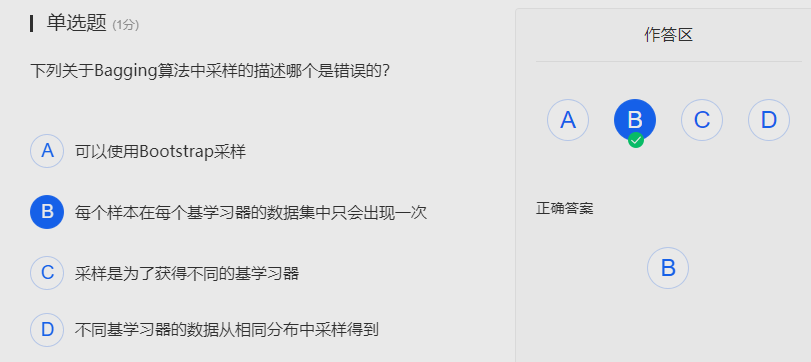 单选题 (1分)
下列关于Bagging算法中采样的描述哪个是错误的?
A 可以使用Bootstrap采样
B 每个样本在每个基学习器的数据集中只会出现一次
C 采样是为了获得不同的基学习器
D 不同基学习器的数据从相同分布中采样得到
作答区
A B C D
正确答案
B